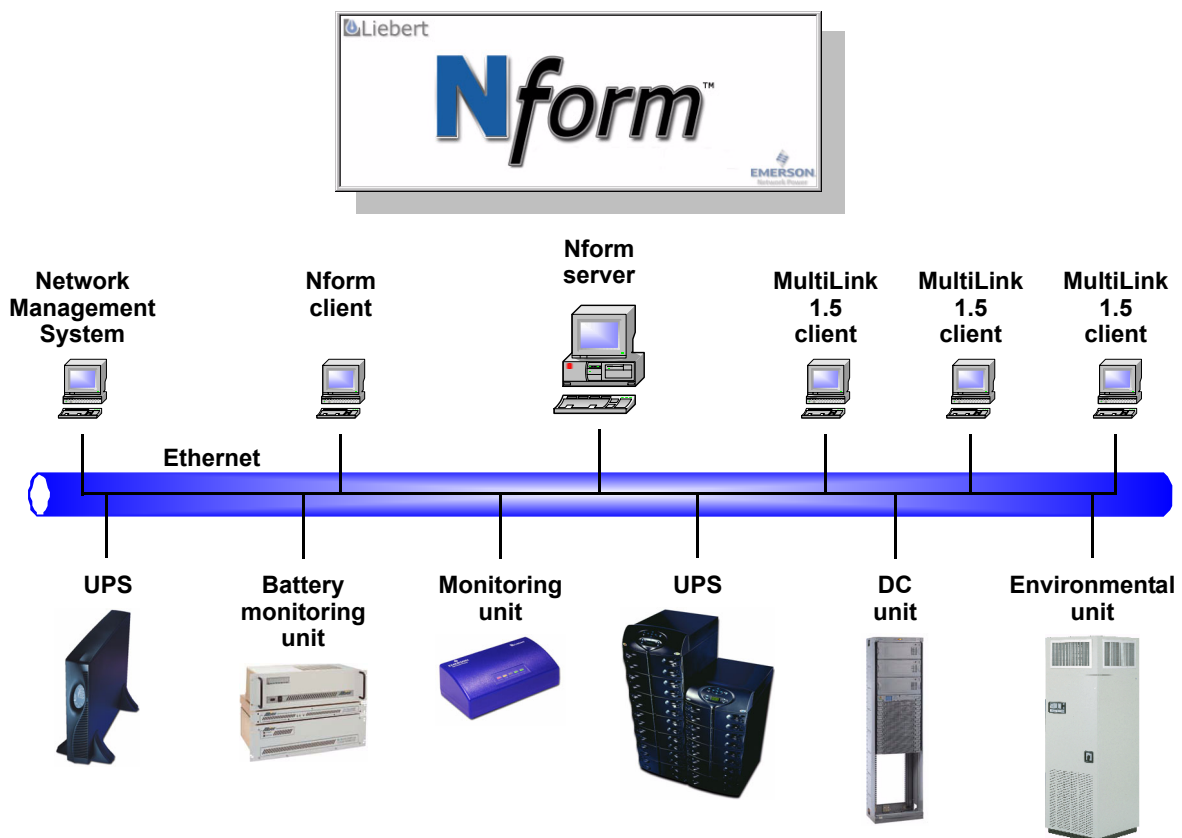 Liebert
Nform™
EMERSON
Network Power
Nform
server
Network
Management
System
Nform
client
MultiLink
1.5
client
MultiLink
1.5
client
MultiLink
1.5
client
Ethernet
UPS
Battery
monitoring
unit
Monitoring
unit
UPS
DC
unit
Environmental
unit